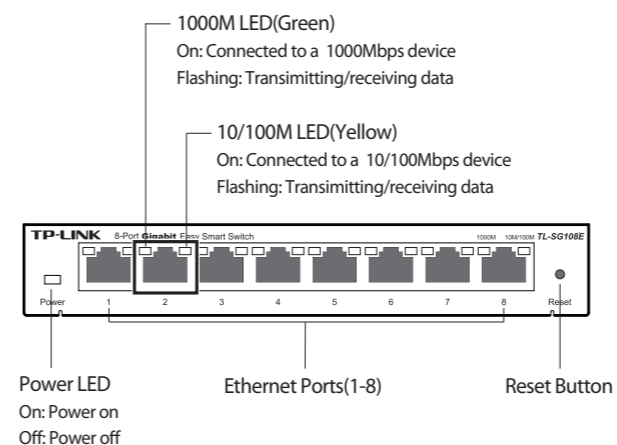 1000M LED(Green)
On: Connected to a 1000Mbps device
Flashing: Transimitting/receiving data
10/100M LED(Yellow)
On: Connected to a 10/100Mbps device
Flashing: Transimitting/receiving data
TP-LINK 8-Port Gigabit Easy Smart Switch 1000M 10M/100M TL-SG108E
Power 1 2 3 4 5 6 7 8 Reset
Power LED Ethernet Ports(1-8) Reset Button
On: Power on
Off: Power off